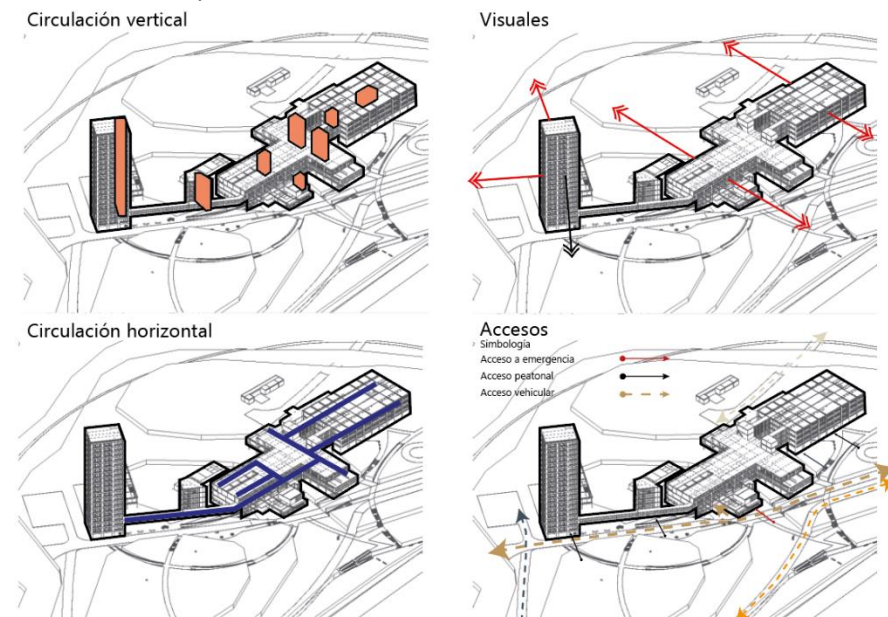 Circulación vertical
Visuales
Circulación horizontal
Accesos
Simbología
Acceso a emergencia
Acceso peatonal
Acceso vehicular